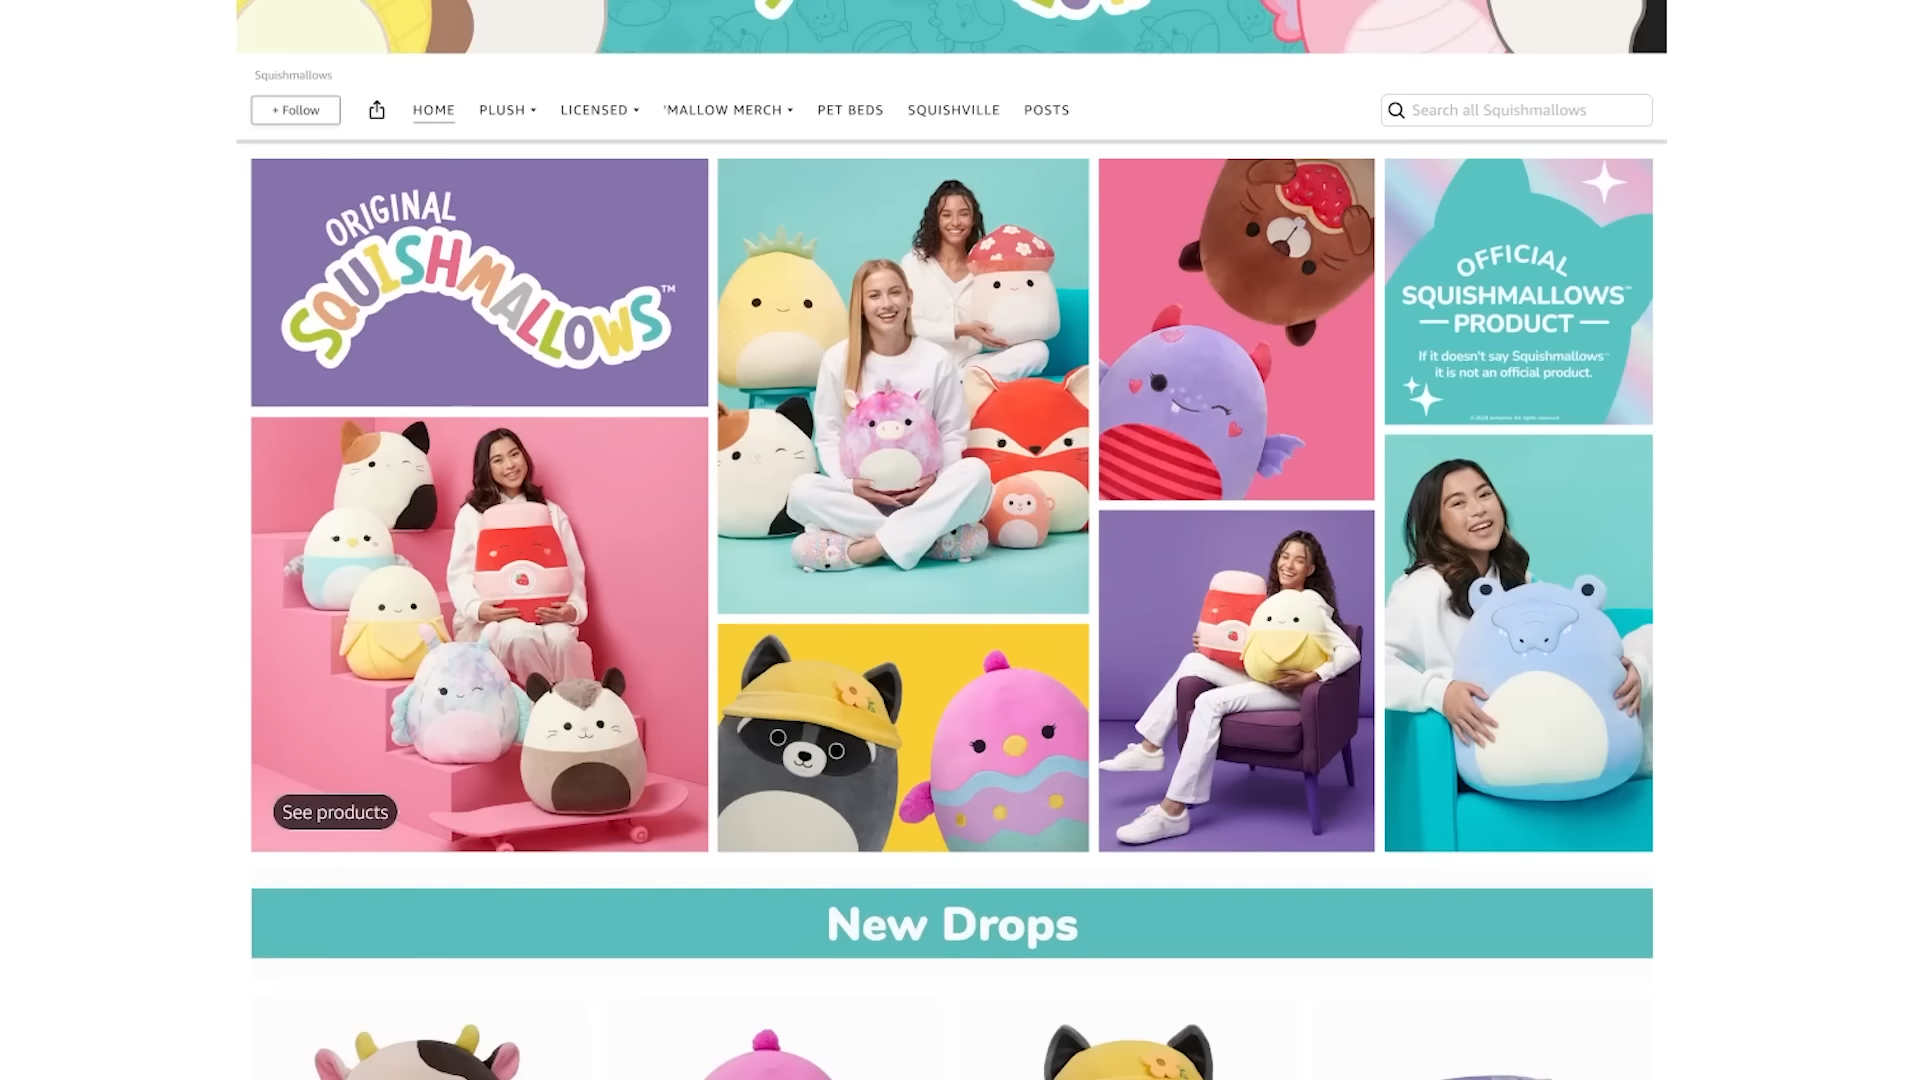 Squishmallows
+ Follow
HOME
PLUSH
LICENSED
'MALLOW MERCH
PET BEDS
SQUISHVILLE
POSTS
Search all Squishmallows
ORIGINAL
SQUISHMALLOWS™
OFFICIAL
SQUISHMALLOWS™
PRODUCT
If it doesn't say Squishmallows™
it is not an official product.
See products
New Drops